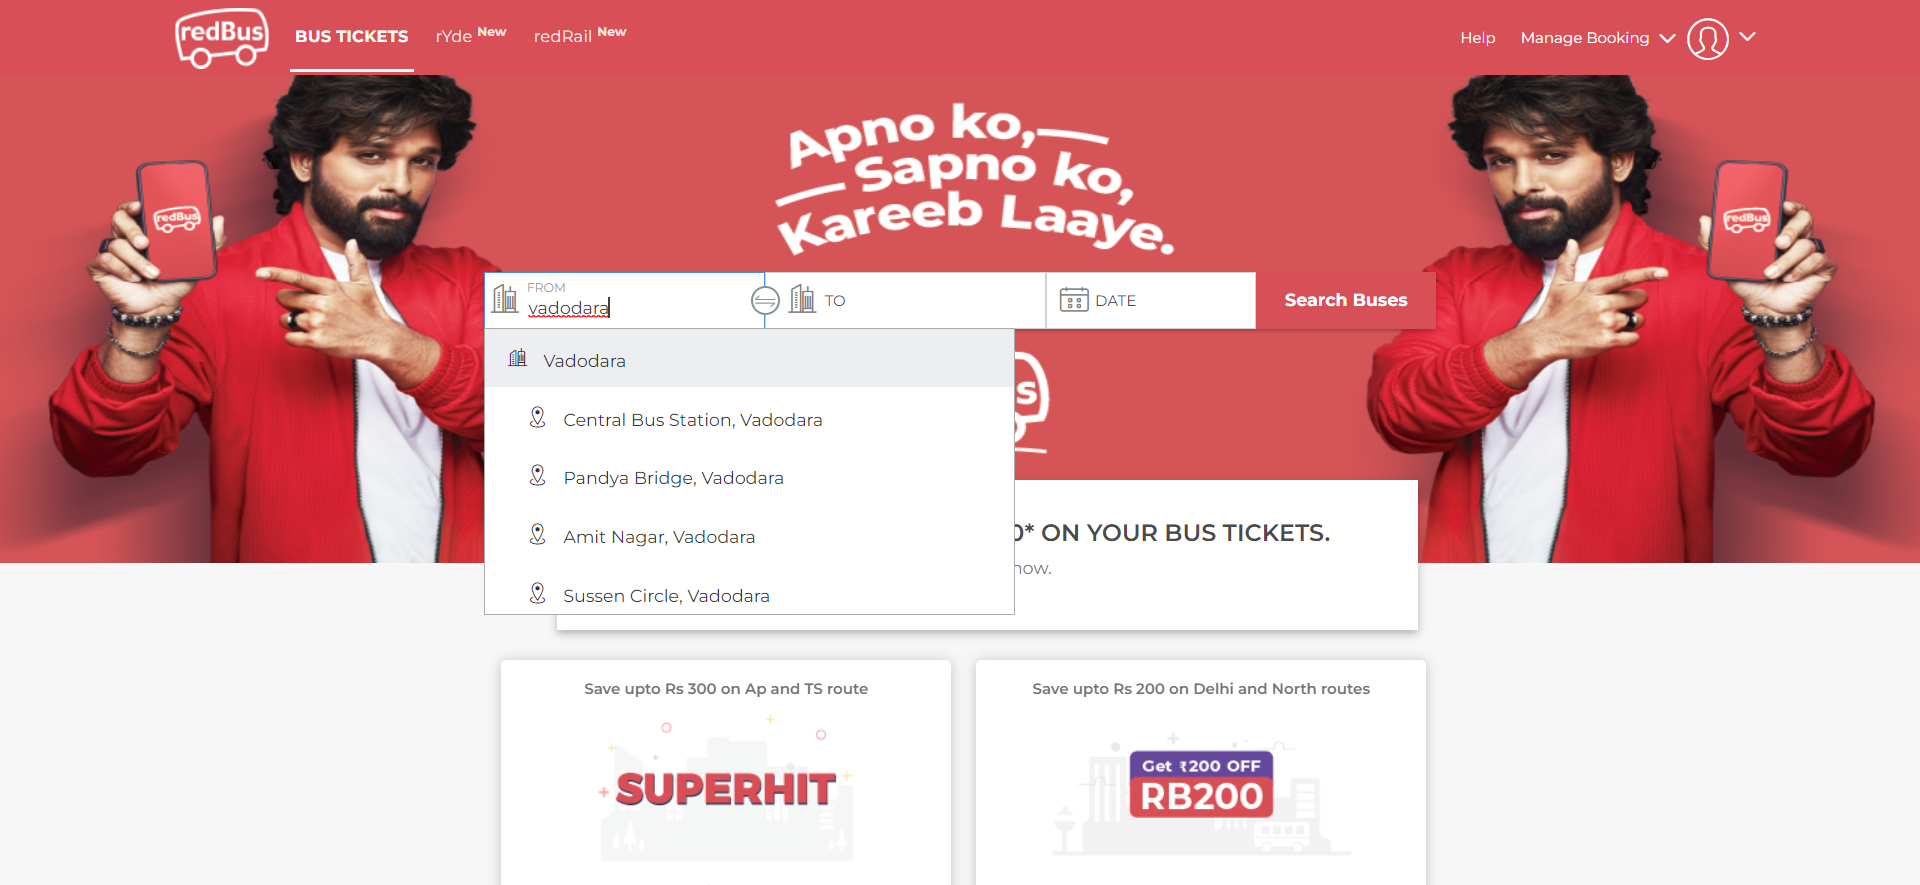 redBus
BUS TICKETS
rYde New
redRail New
Help
Manage Booking
Apno ko,
Sapno ko,
Kareeb Laaye.
redBus
redBus
FROM
vadodara
TO
DATE
Search Buses
Vadodara
Central Bus Station, Vadodara
Pandya Bridge, Vadodara
Amit Nagar, Vadodara
Sussen Circle, Vadodara
s
0* ON YOUR BUS TICKETS.
now.
Save upto Rs 300 on Ap and TS route
SUPERHIT
Save upto Rs 200 on Delhi and North routes
Get ₹200 OFF
RB200